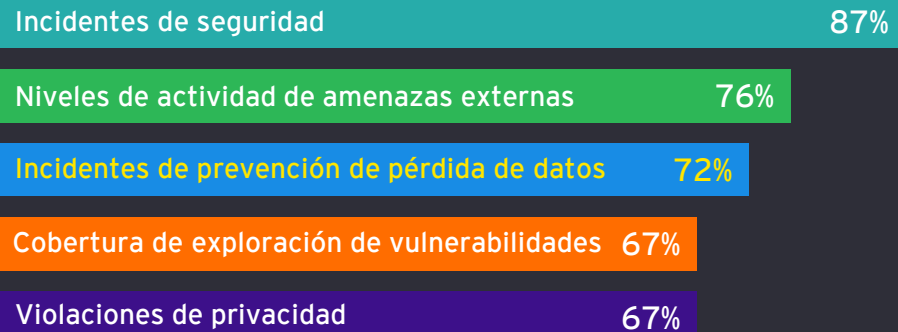 Incidentes de seguridad 87%
Niveles de actividad de amenazas externas 76%
Incidentes de prevención de pérdida de datos 72%
Cobertura de exploración de vulnerabilidades 67%
Violaciones de privacidad 67%